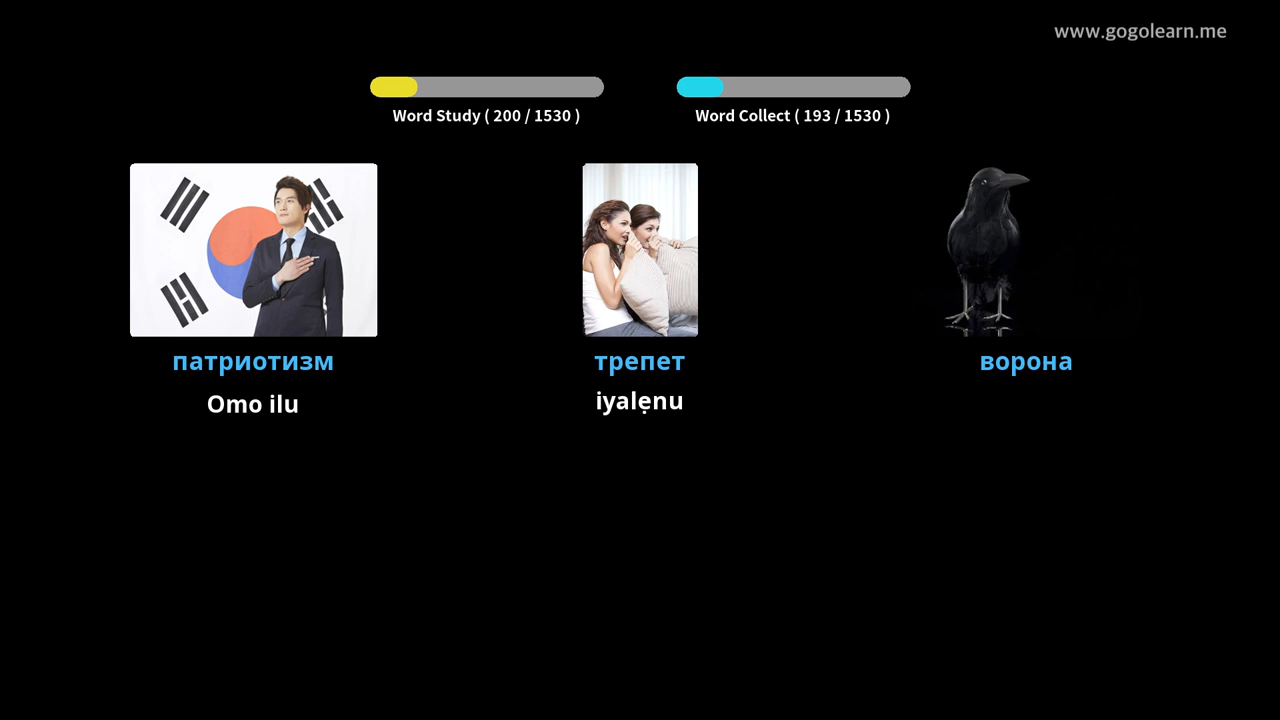 www.gogolearn.me
Word Study ( 200 / 1530 )
Word Collect ( 193 / 1530 )
патриотизм
трепет
ворона
Omo ilu
iyalẹnu